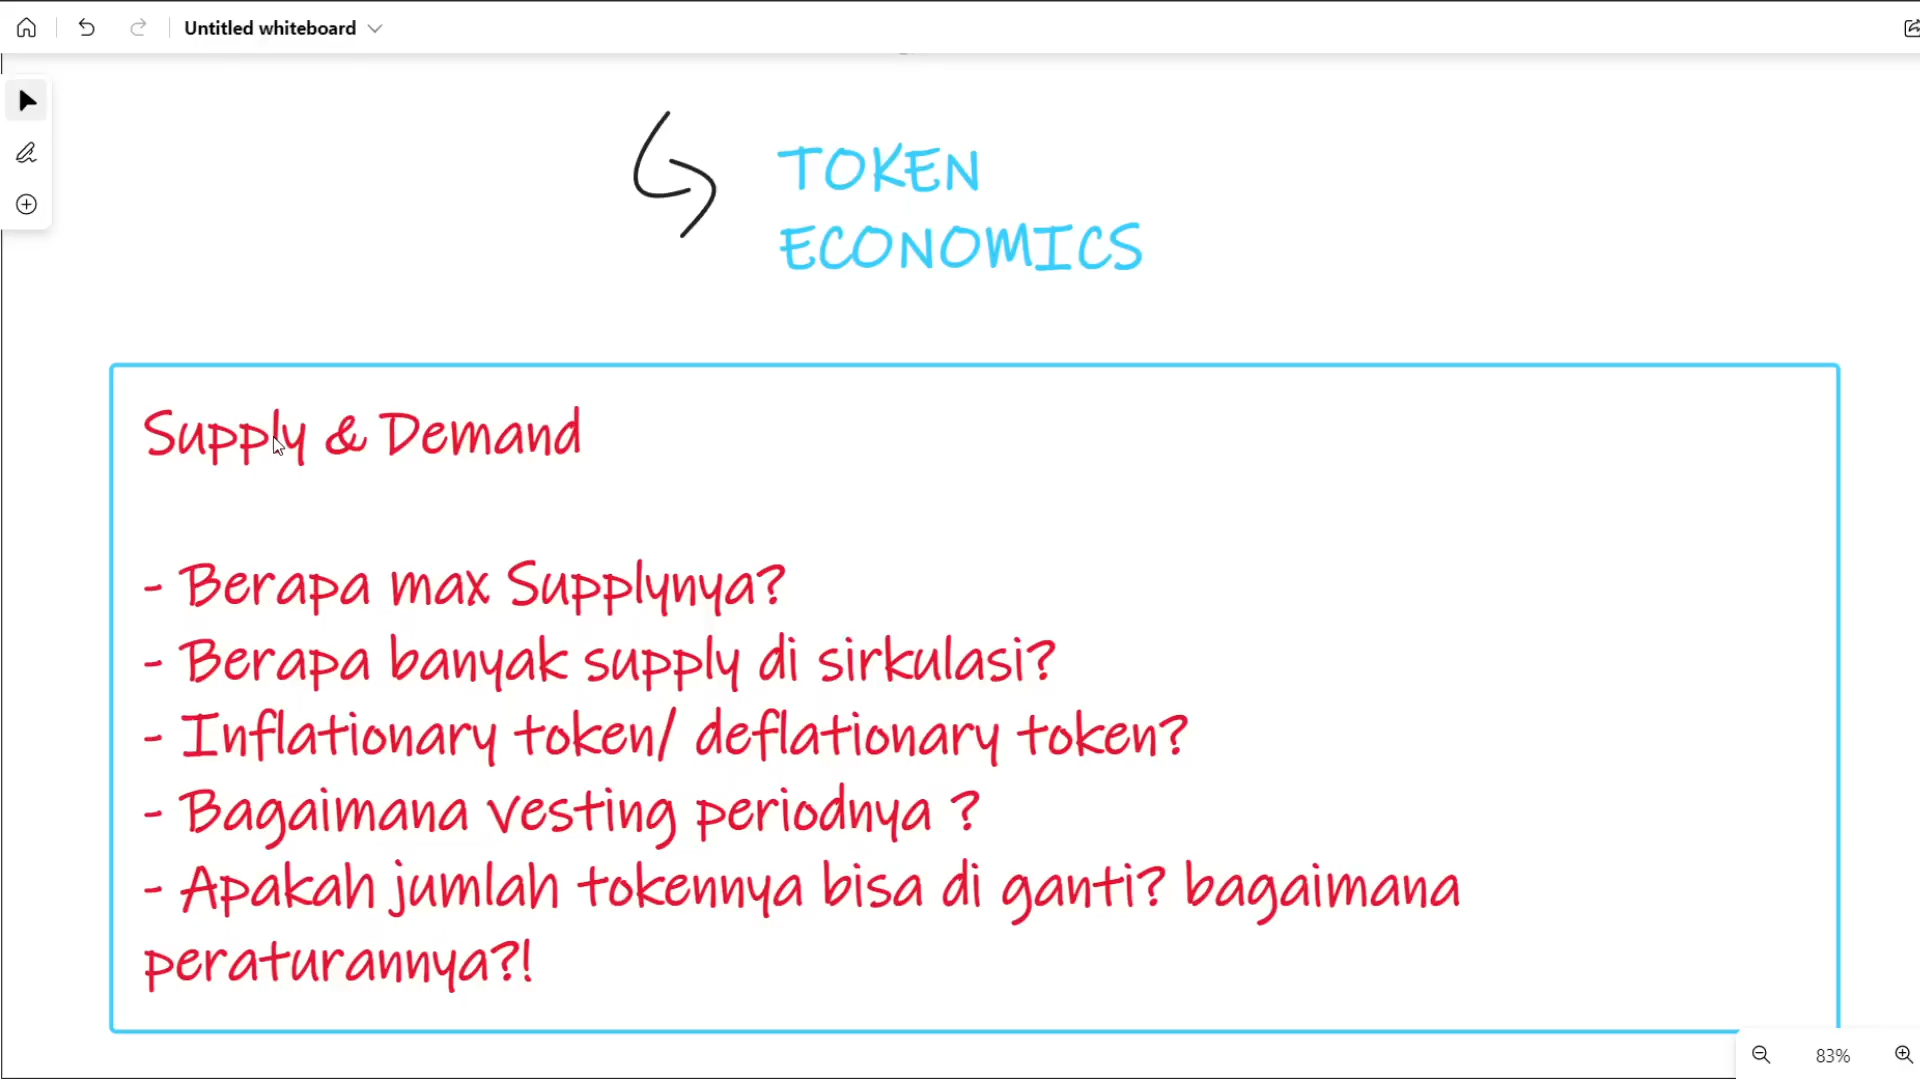 Untitled whiteboard
TOKEN
ECONOMICS
Supply & Demand
- Berapa max Supplynya?
- Berapa banyak supply di sirkulasi?
- Inflationary token/ deflationary token?
- Bagaimana vesting periodnya ?
- Apakah jumlah tokennya bisa di ganti? bagaimana
peraturannya?!
83%